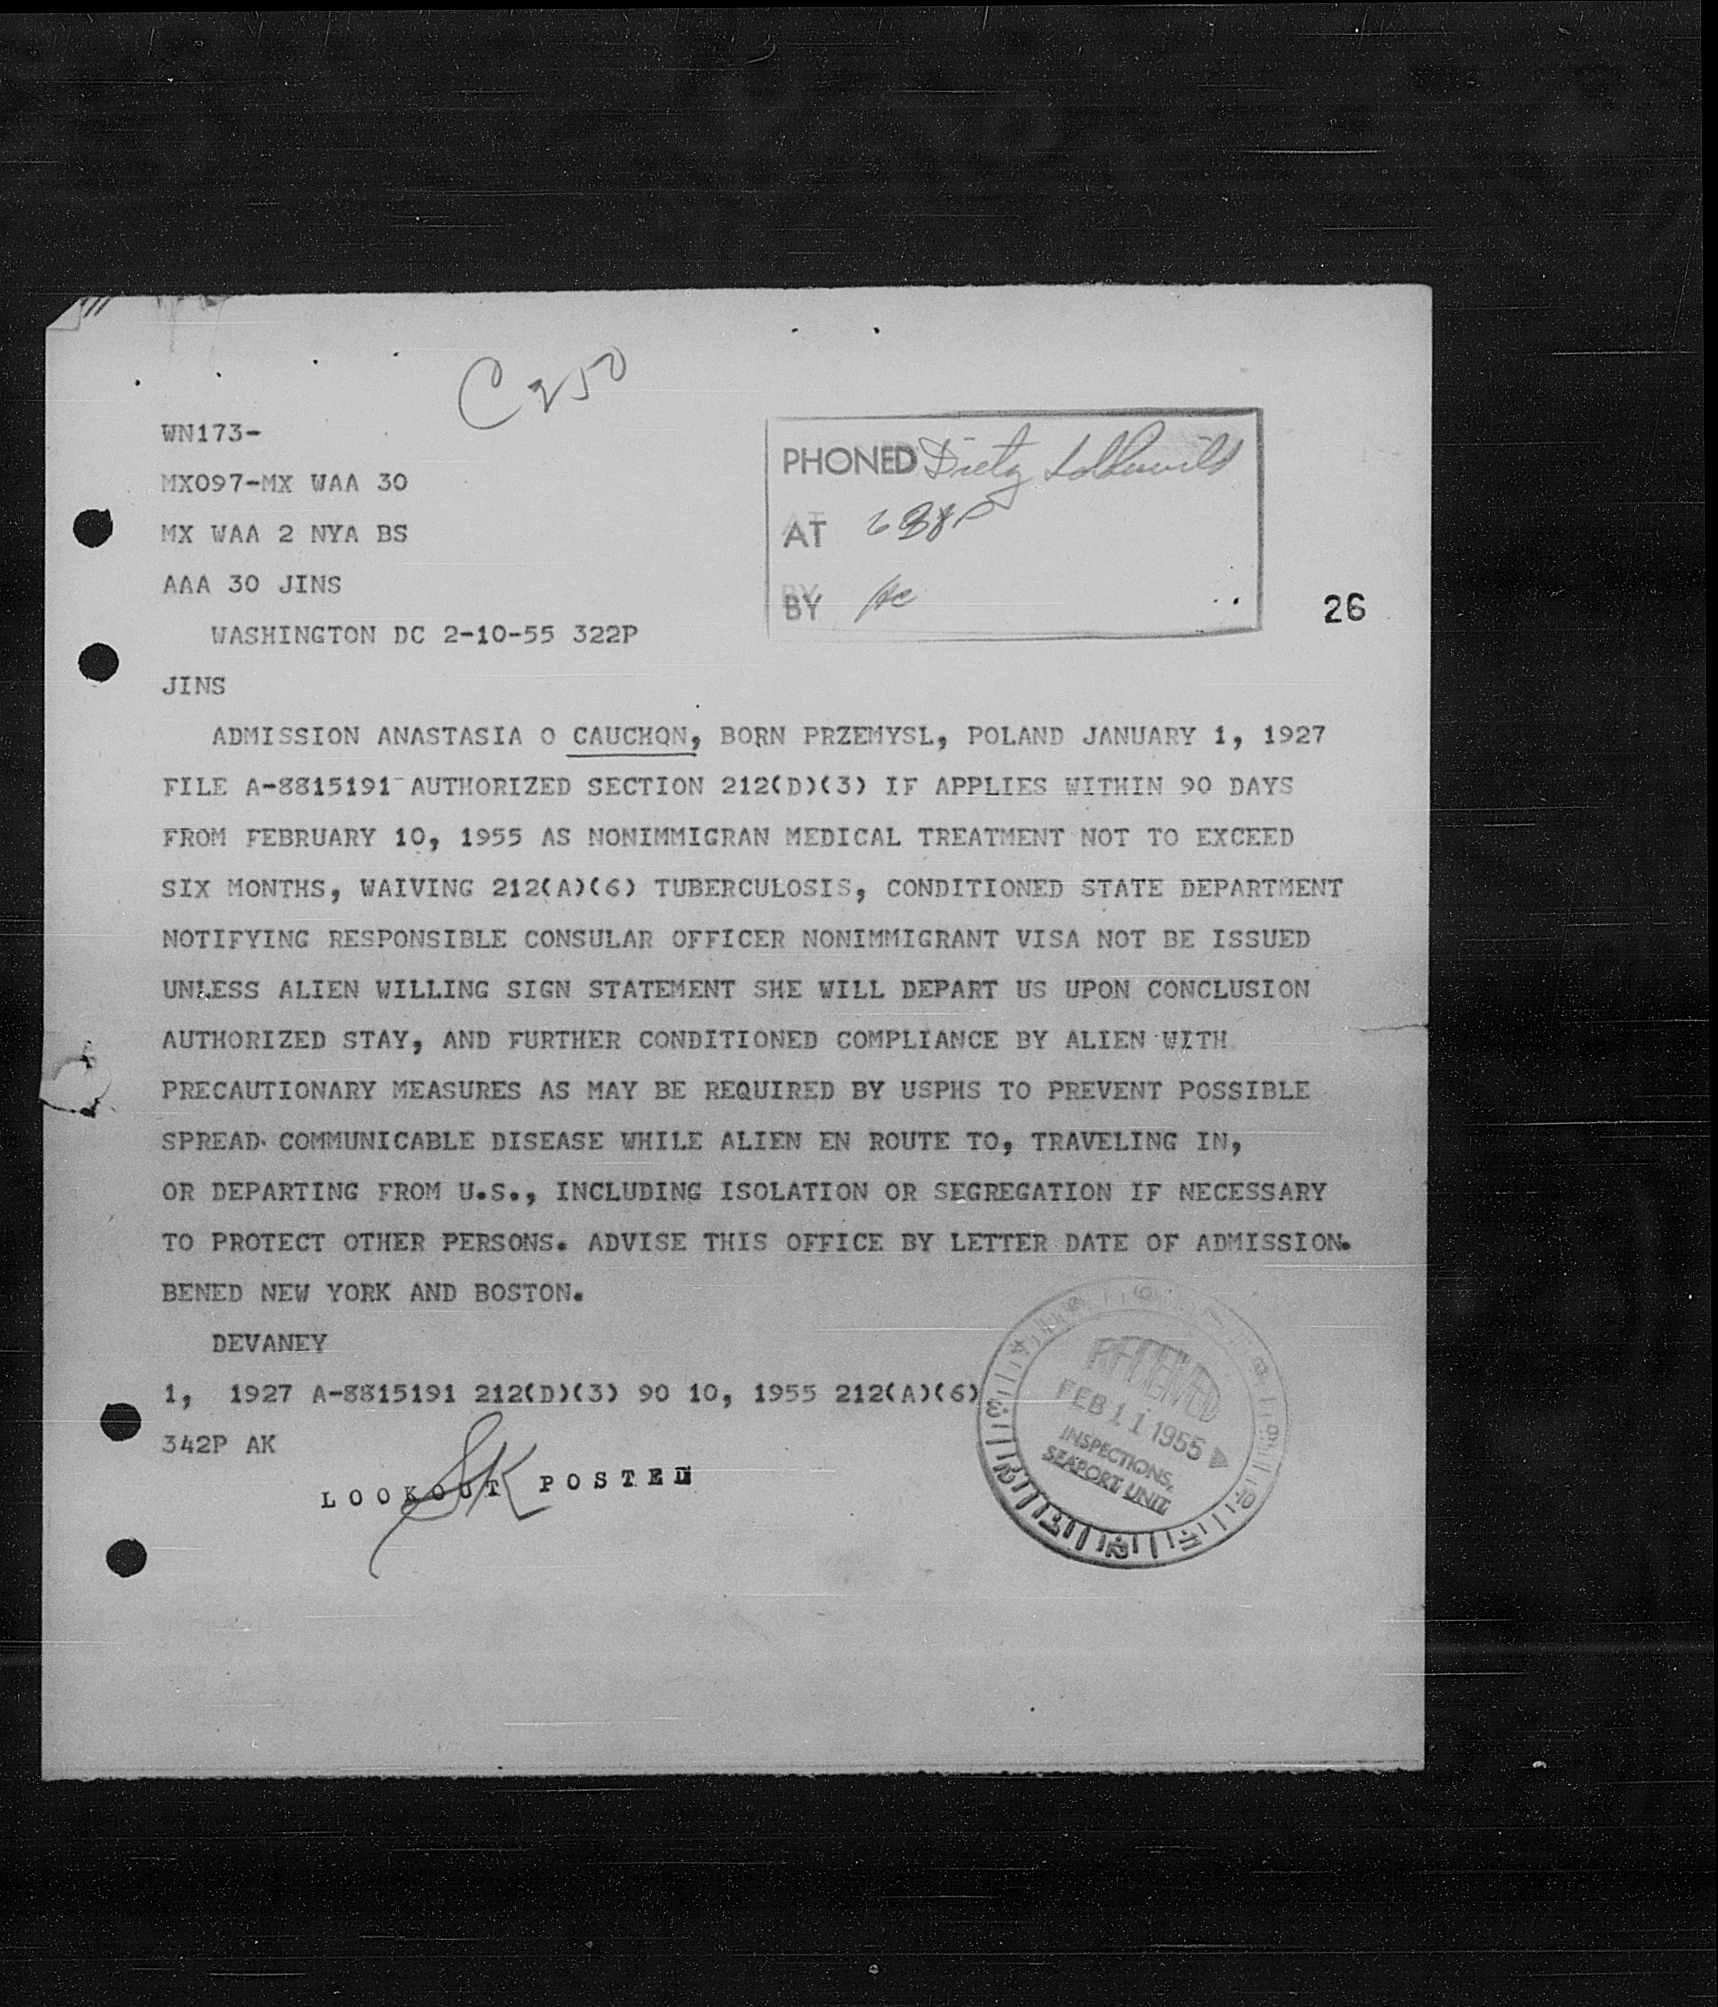 C 250
WN173-
MX097-MX WAA 30
MX WAA 2 NYA BS
AAA 30 JINS
WASHINGTON DC 2-10-55 322P
JINS
PHONED
AT 638P
BY
26
ADMISSION ANASTASIA O CAUCHON, BORN PRZEMYSL, POLAND JANUARY 1, 1927
FILE A-8815191 AUTHORIZED SECTION 212(D)(3) IF APPLIES WITHIN 90 DAYS
FROM FEBRUARY 10, 1955 AS NONIMMIGRAN MEDICAL TREATMENT NOT TO EXCEED
SIX MONTHS, WAIVING 212(A)(6) TUBERCULOSIS, CONDITIONED STATE DEPARTMENT
NOTIFYING RESPONSIBLE CONSULAR OFFICER NONIMMIGRANT VISA NOT BE ISSUED
UNLESS ALIEN WILLING SIGN STATEMENT SHE WILL DEPART US UPON CONCLUSION
AUTHORIZED STAY, AND FURTHER CONDITIONED COMPLIANCE BY ALIEN WITH
PRECAUTIONARY MEASURES AS MAY BE REQUIRED BY USPHS TO PREVENT POSSIBLE
SPREAD COMMUNICABLE DISEASE WHILE ALIEN EN ROUTE TO, TRAVELING IN,
OR DEPARTING FROM U.S., INCLUDING ISOLATION OR SEGREGATION IF NECESSARY
TO PROTECT OTHER PERSONS. ADVISE THIS OFFICE BY LETTER DATE OF ADMISSION.
BENED NEW YORK AND BOSTON.
DEVANEY
1, 1927 A-8815191 212(D)(3) 90 10, 1955 212(A)(6)
342P AK
LOOKOUT POSTED
SK
RECEIVED
FEB 11 1955
INSPECTIONS,
SEAPORT UNIT